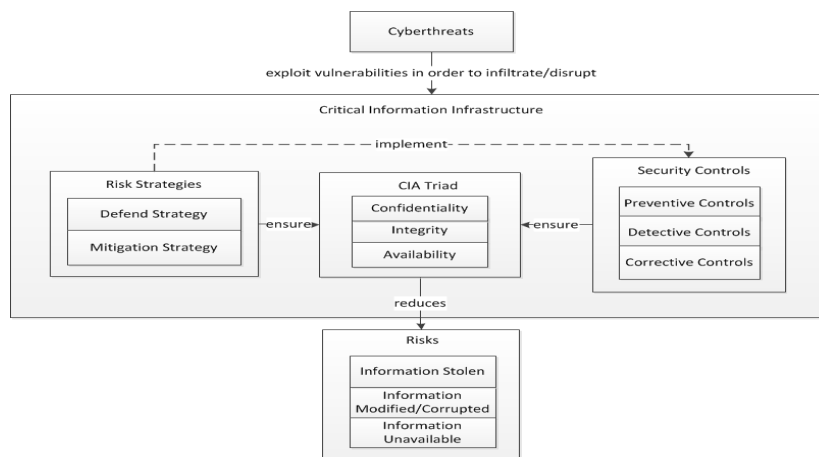 Cyberthreats
exploit vulnerabilities in order to infiltrate/disrupt
Critical Information Infrastructure
implement
Risk Strategies
Defend Strategy
Mitigation Strategy
ensure
CIA Triad
Confidentiality
Integrity
Availability
ensure
Security Controls
Preventive Controls
Detective Controls
Corrective Controls
reduces
Risks
Information Stolen
Information
Modified/Corrupted
Information
Unavailable